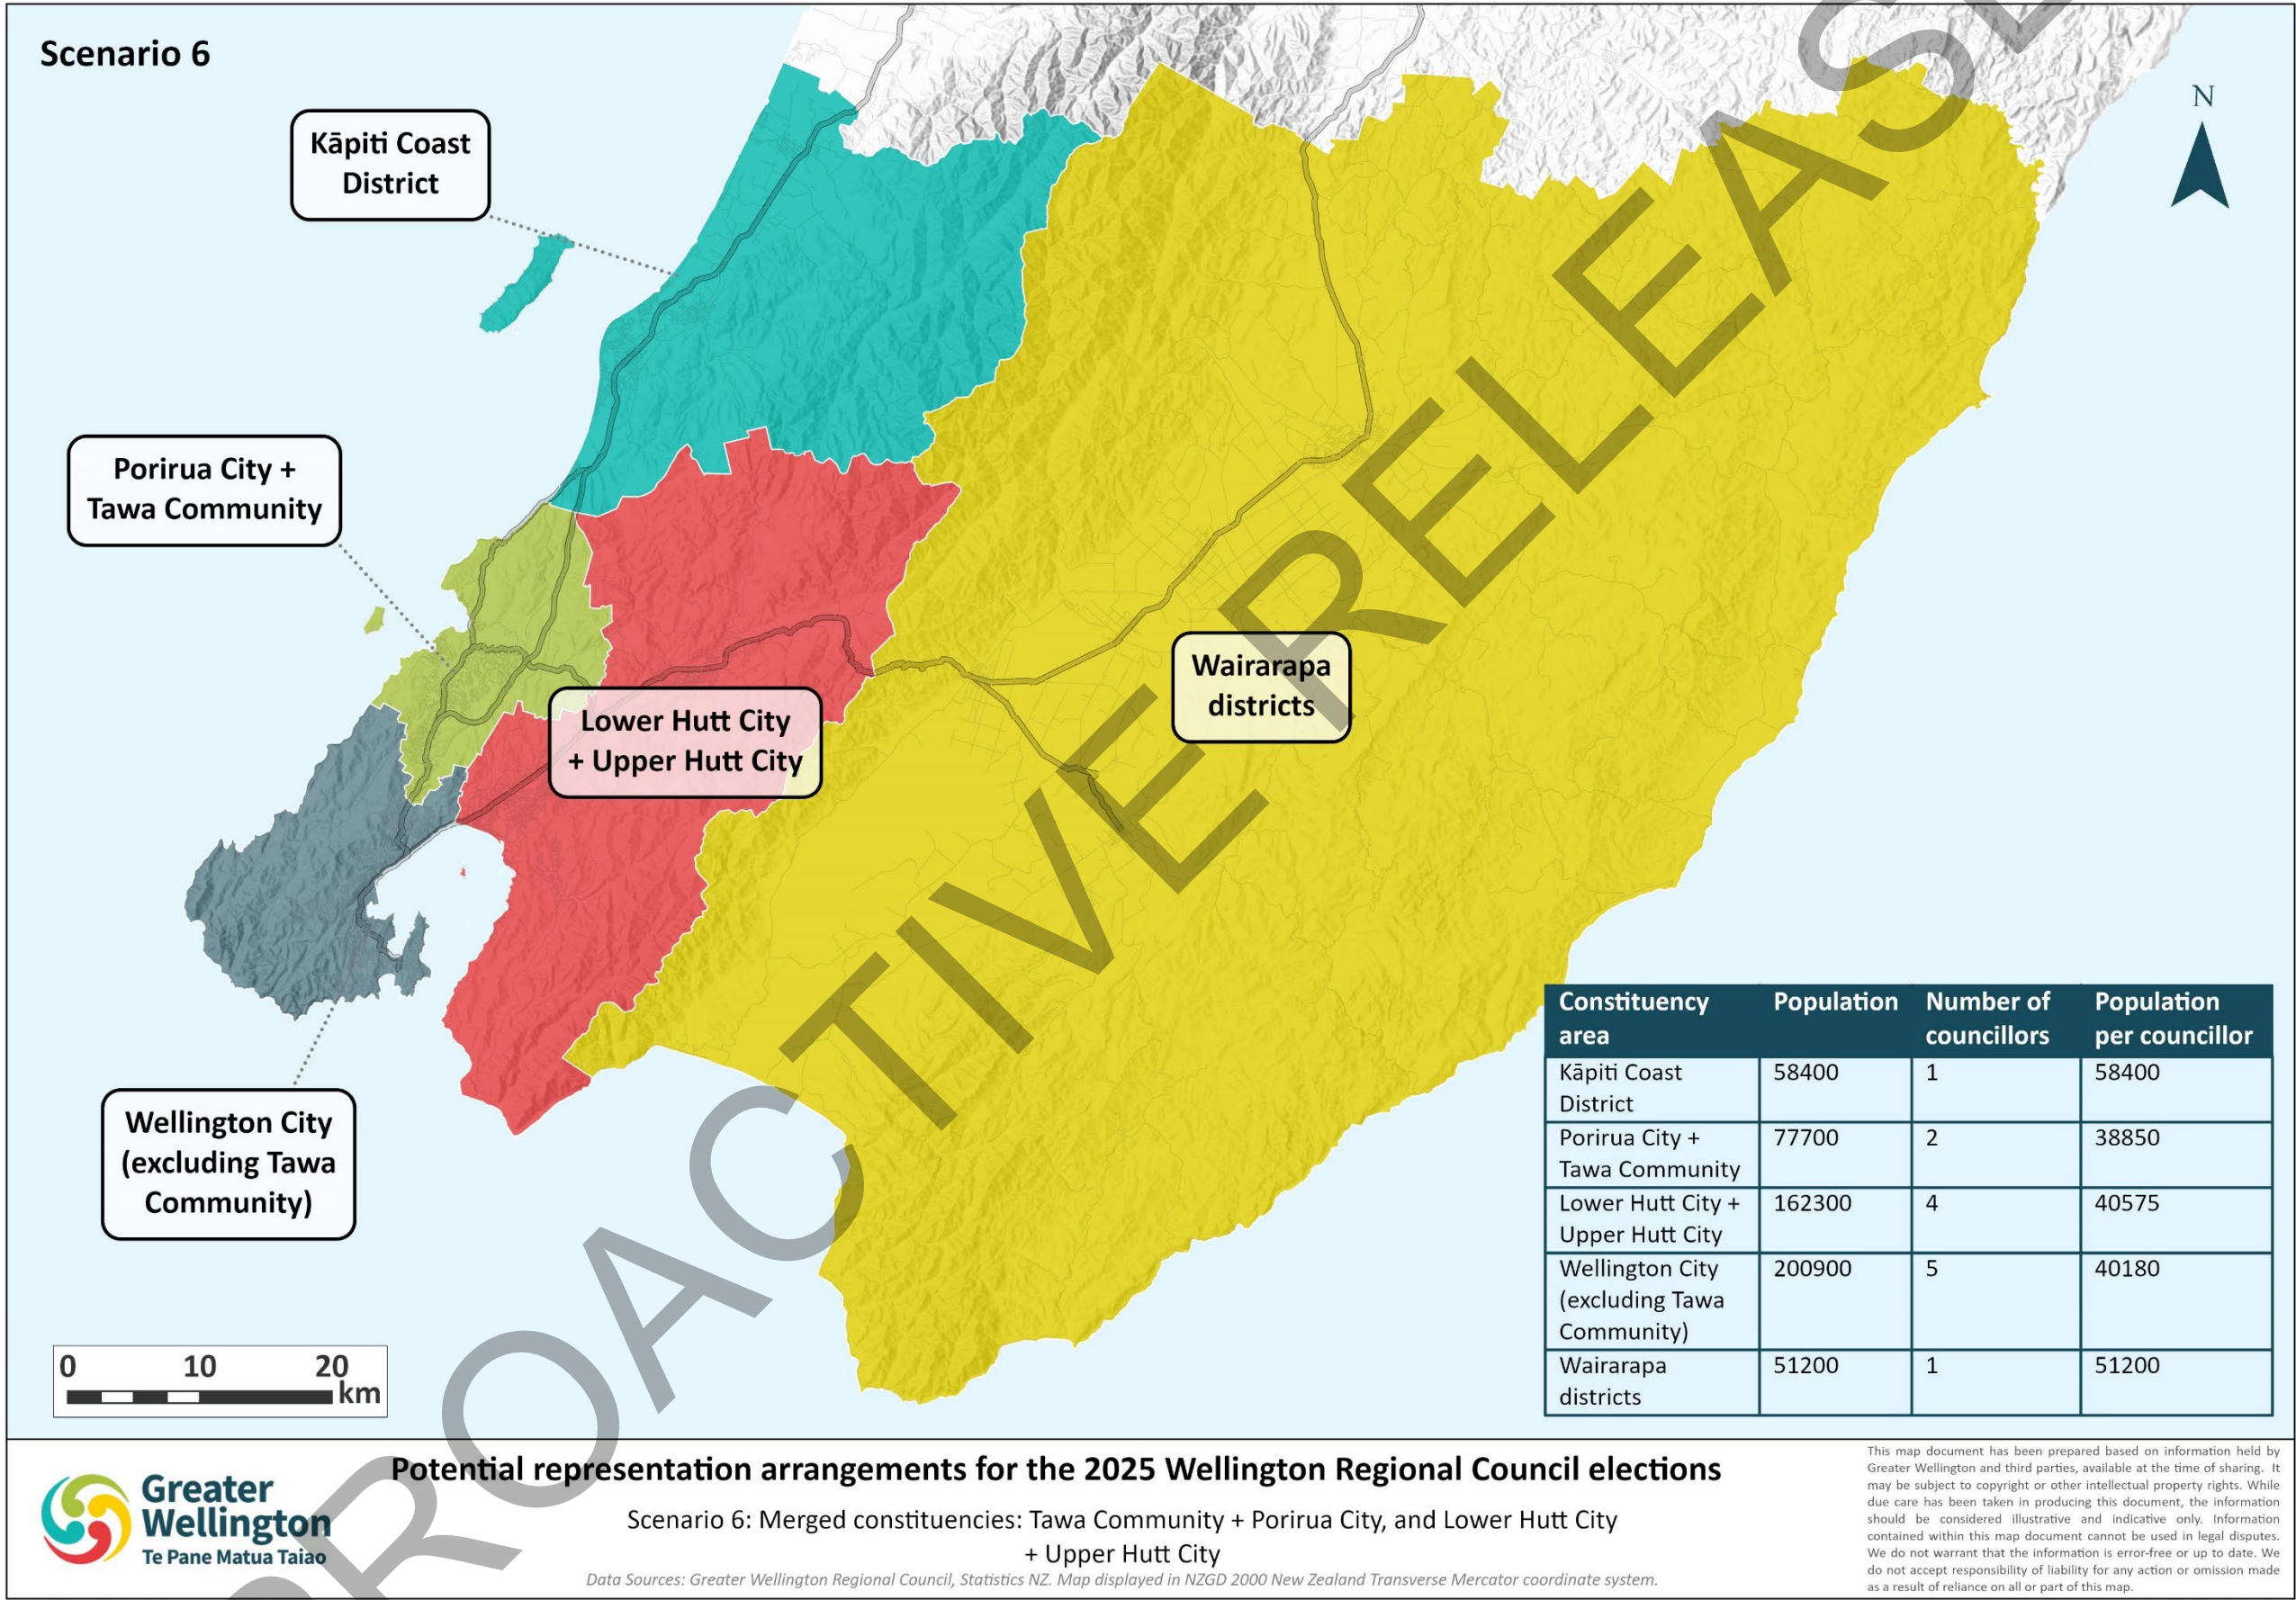 Scenario 6
N
Kāpiti Coast
District
Porirua City +
Tawa Community
Lower Hutt City
+ Upper Hutt City
Wairarapa
districts
Wellington City
(excluding Tawa
Community)
PROACTIVE RELEASE
Constituency area | Population | Number of councillors | Population per councillor
Kāpiti Coast District | 58400 | 1 | 58400
Porirua City + Tawa Community | 77700 | 2 | 38850
Lower Hutt City + Upper Hutt City | 162300 | 4 | 40575
Wellington City (excluding Tawa Community) | 200900 | 5 | 40180
Wairarapa districts | 51200 | 1 | 51200
0 10 20
km
Greater
Wellington
Te Pane Matua Taiao
Potential representation arrangements for the 2025 Wellington Regional Council elections
Scenario 6: Merged constituencies: Tawa Community + Porirua City, and Lower Hutt City
+ Upper Hutt City
Data Sources: Greater Wellington Regional Council, Statistics NZ. Map displayed in NZGD 2000 New Zealand Transverse Mercator coordinate system.
This map document has been prepared based on information held by
Greater Wellington and third parties, available at the time of sharing. It
may be subject to copyright or other intellectual property rights. While
due care has been taken in producing this document, the information
should be considered illustrative and indicative only. Information
contained within this map document cannot be used in legal disputes.
We do not warrant that the information is error-free or up to date. We
do not accept responsibility of liability for any action or omission made
as a result of reliance on all or part of this map.